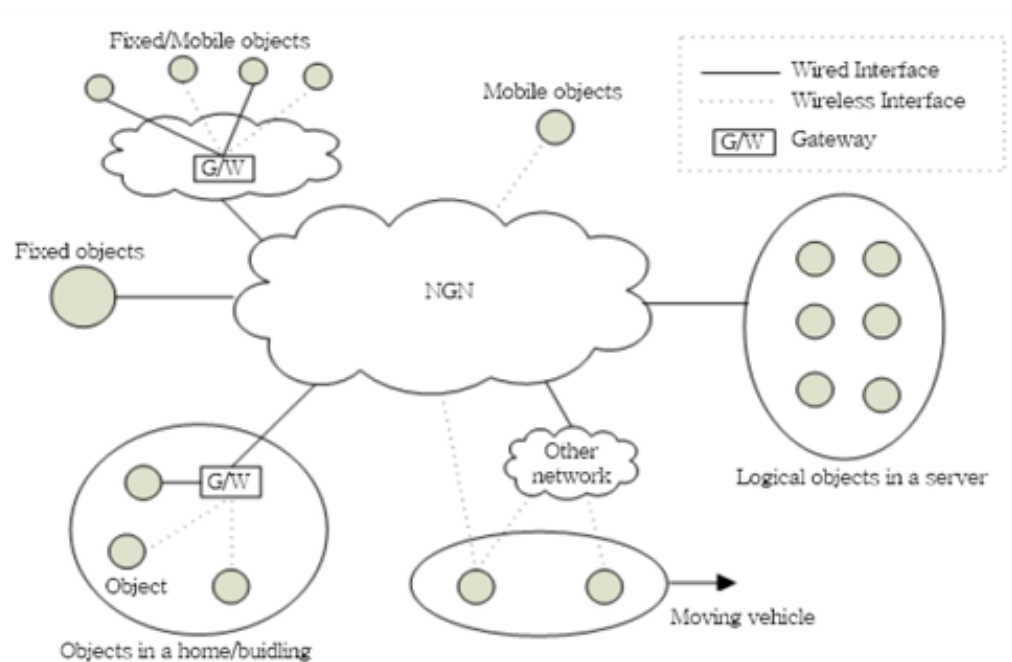 Fixed/Mobile objects
Mobile objects
Wired Interface
Wireless Interface
G/W
Gateway
G/W
Fixed objects
NGN
Other
network
G/W
Logical objects in a server
Object
Moving vehicle
Objects in a home/buidling